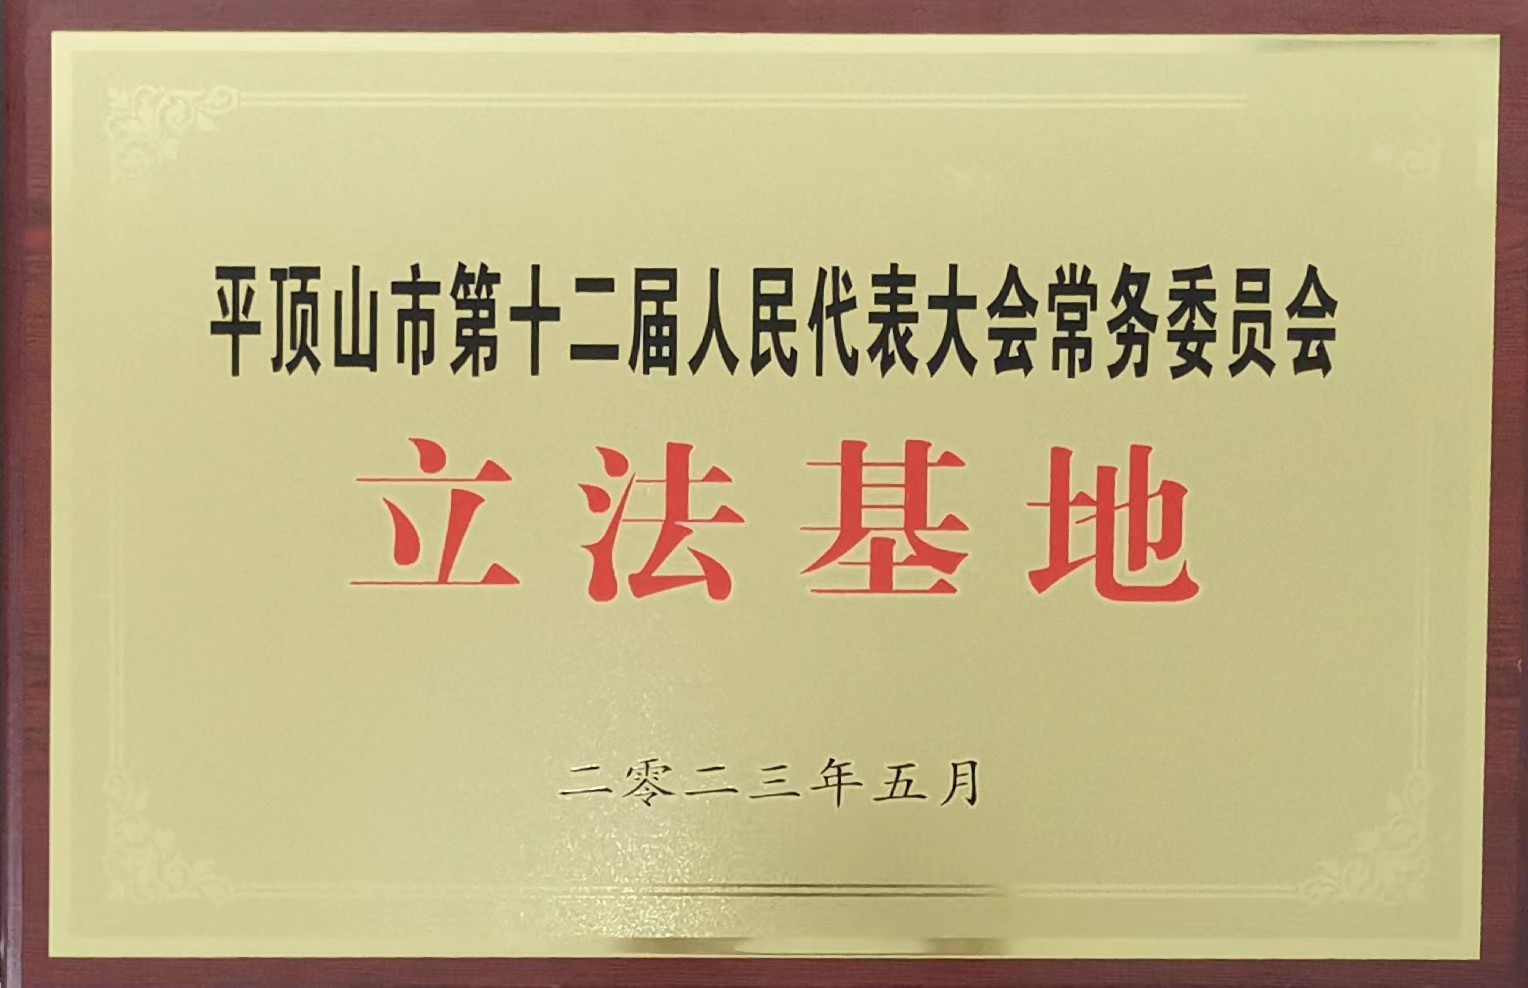 平顶山市第十二届人民代表大会常务委员会
立法基地
二零二三年五月